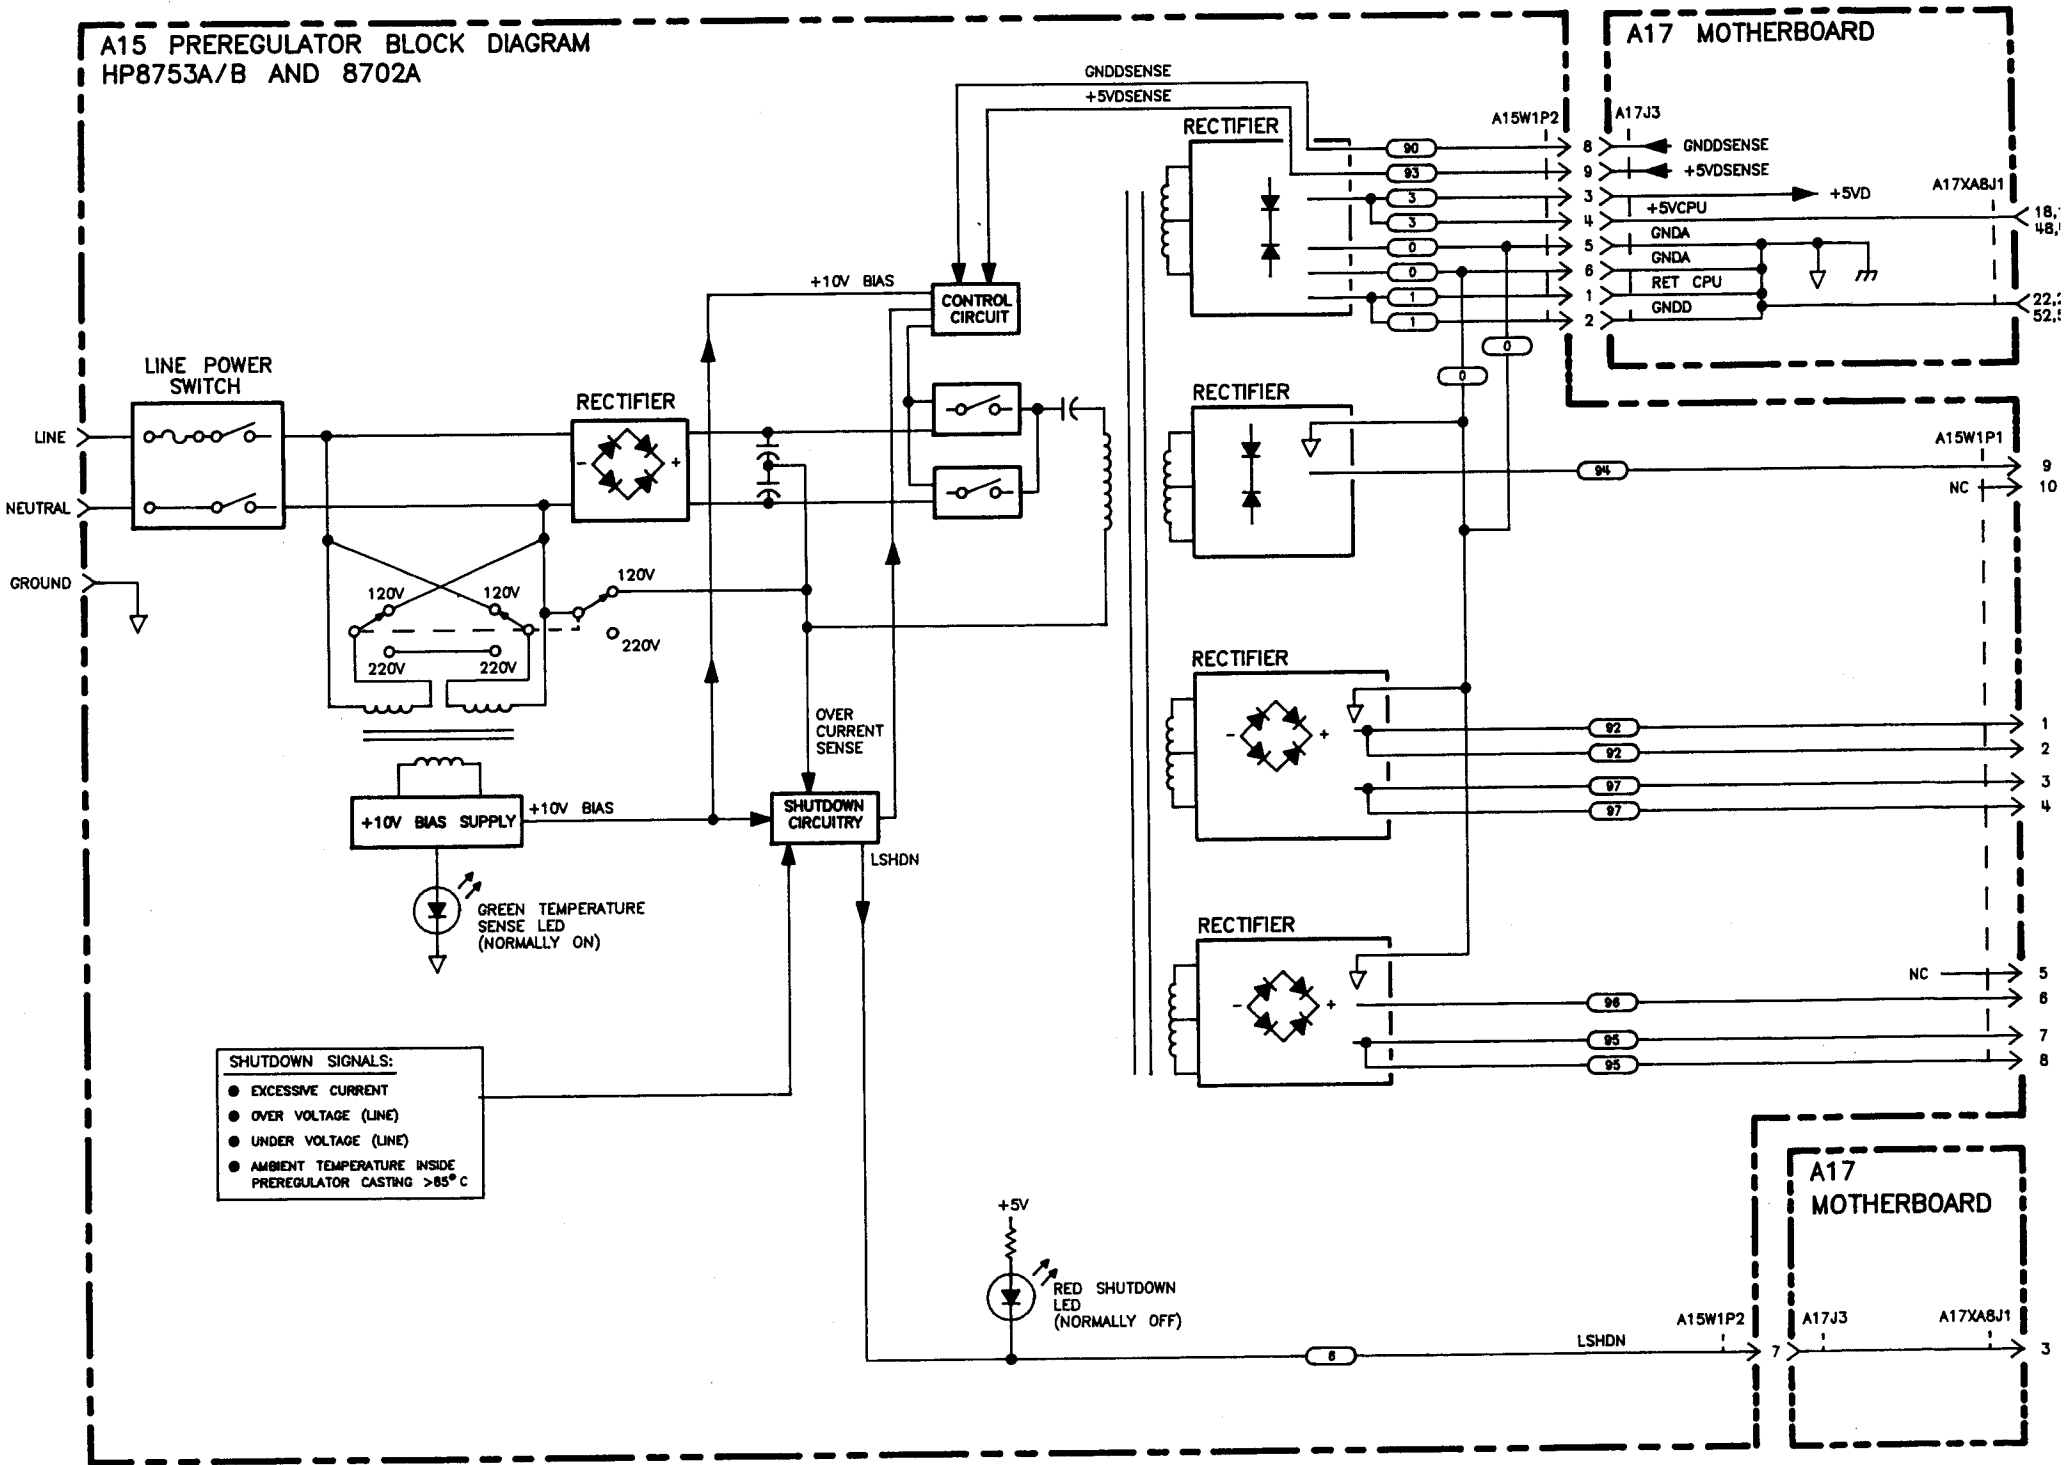 A15 PREREGULATOR BLOCK DIAGRAM
HP8753A/B AND 8702A
A17 MOTHERBOARD
GNDDSENSE
+5VDSENSE
RECTIFIER
A15W1P2
A17J3
90
8
GNDDSENSE
93
9
+5VDSENSE
3
3
+5VD
A17XA8J1
3
4
+5VCPU
18,
48,
0
5
GNDA
0
6
GNDA
1
1
RET CPU
1
2
GNDD
22,
52,
0
0
+10V BIAS
CONTROL
CIRCUIT
LINE POWER
SWITCH
RECTIFIER
- +
LINE
NEUTRAL
GROUND
120V
120V
120V
220V
220V
220V
RECTIFIER
94
A15W1P1
9
NC
10
RECTIFIER
- +
92
1
92
2
97
3
97
4
OVER
CURRENT
SENSE
+10V BIAS SUPPLY
+10V BIAS
SHUTDOWN
CIRCUITRY
LSHDN
GREEN TEMPERATURE
SENSE LED
(NORMALLY ON)
RECTIFIER
- +
NC
5
96
6
95
7
95
8
SHUTDOWN SIGNALS:
● EXCESSIVE CURRENT
● OVER VOLTAGE (LINE)
● UNDER VOLTAGE (LINE)
● AMBIENT TEMPERATURE INSIDE
PREREGULATOR CASTING >85° C
+5V
RED SHUTDOWN
LED
(NORMALLY OFF)
A17
MOTHERBOARD
LSHDN
A15W1P2
7
A17J3
A17XA8J1
3